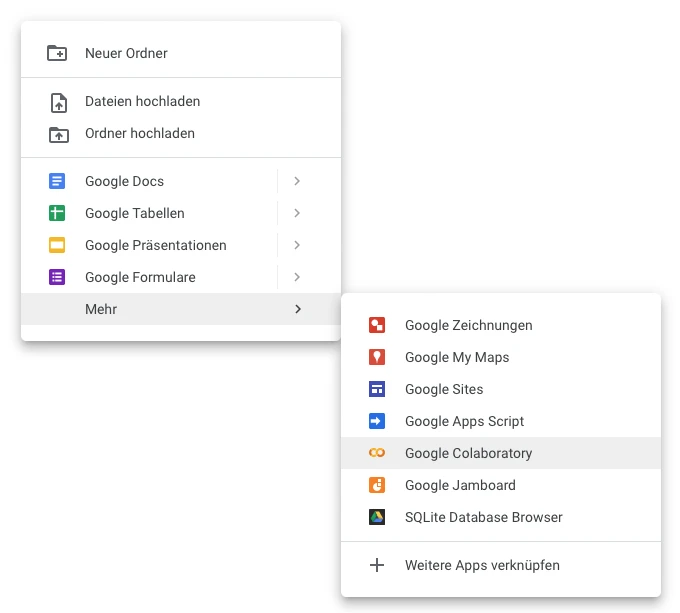 Neuer Ordner
Dateien hochladen
Ordner hochladen
Google Docs
Google Tabellen
Google Präsentationen
Google Formulare
Mehr
Google Zeichnungen
Google My Maps
Google Sites
Google Apps Script
Google Colaboratory
Google Jamboard
SQLite Database Browser
Weitere Apps verknüpfen